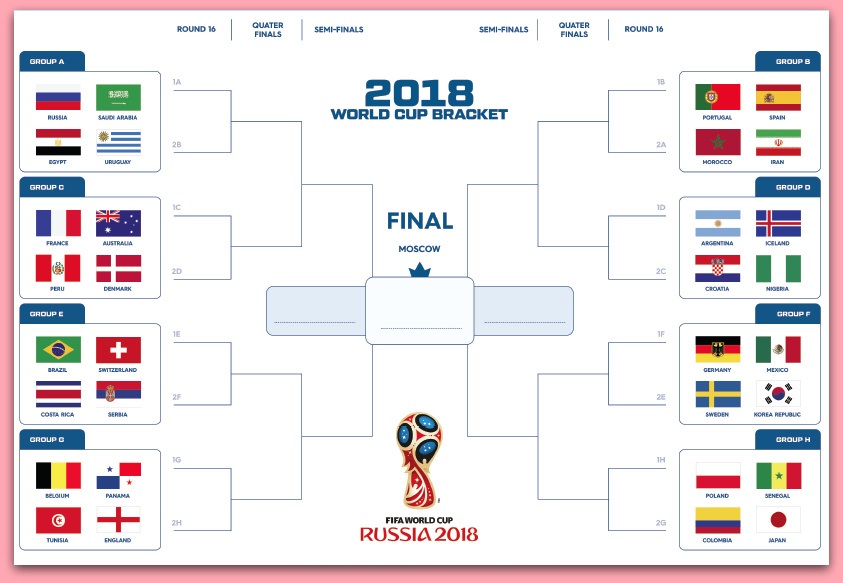 ROUND 16
QUATER
FINALS
SEMI-FINALS
SEMI-FINALS
QUATER
FINALS
ROUND 16
2018
WORLD CUP BRACKET
GROUP A
RUSSIA
SAUDI ARABIA
EGYPT
URUGUAY
GROUP C
FRANCE
AUSTRALIA
PERU
DENMARK
GROUP E
BRAZIL
SWITZERLAND
COSTA RICA
SERBIA
GROUP G
BELGIUM
PANAMA
TUNISIA
ENGLAND
1A
2B
1C
2D
1E
2F
1G
2H
FINAL
MOSCOW
FIFA WORLD CUP
RUSSIA 2018
1B
2A
1D
2C
1F
2E
1H
2G
GROUP B
PORTUGAL
SPAIN
MOROCCO
IRAN
GROUP D
ARGENTINA
ICELAND
CROATIA
NIGERIA
GROUP F
GERMANY
MEXICO
SWEDEN
KOREA REPUBLIC
GROUP H
POLAND
SENEGAL
COLOMBIA
JAPAN